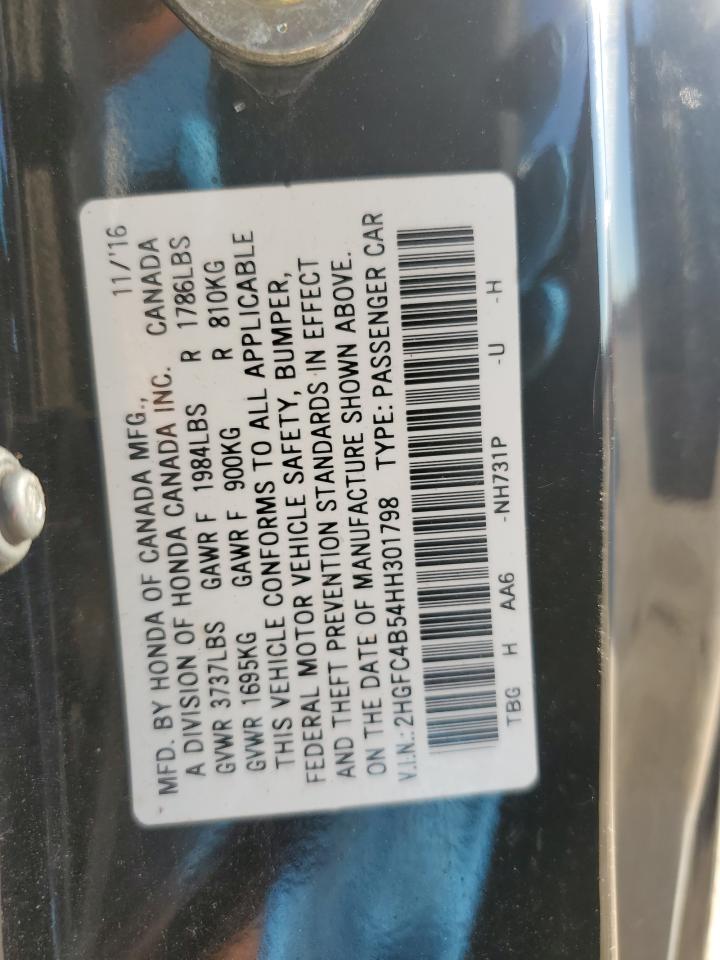 11/'16
MFD. BY HONDA OF CANADA MFG.,
A DIVISION OF HONDA CANADA INC. CANADA
GVWR 3737LBS GAWR F 1984LBS R 1786LBS
GVWR 1695KG GAWR F 900KG R 810KG
THIS VEHICLE CONFORMS TO ALL APPLICABLE
FEDERAL MOTOR VEHICLE SAFETY, BUMPER,
AND THEFT PREVENTION STANDARDS IN EFFECT
ON THE DATE OF MANUFACTURE SHOWN ABOVE.
V.I.N.: 2HGFC4B54HH301798 TYPE: PASSENGER CAR
TBG H AA6 -NH731P -U -H